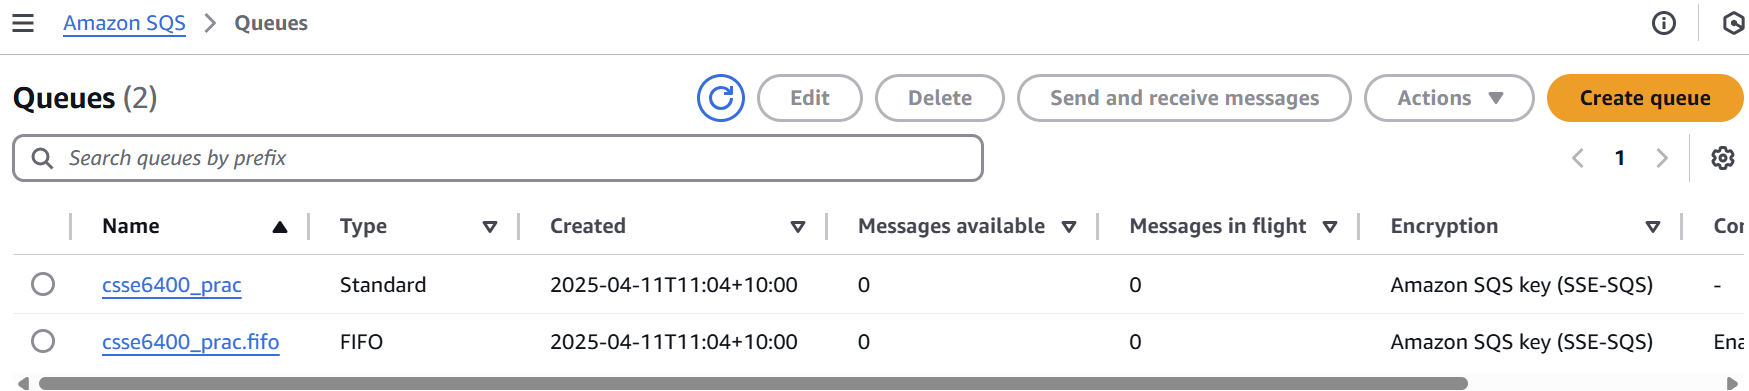 Amazon SQS > Queues
Queues (2) Edit Delete Send and receive messages Actions Create queue
Search queues by prefix 1
Name Type Created Messages available Messages in flight Encryption Cor
csse6400_prac Standard 2025-04-11T11:04+10:00 0 0 Amazon SQS key (SSE-SQS) -
csse6400_prac.fifo FIFO 2025-04-11T11:04+10:00 0 0 Amazon SQS key (SSE-SQS) Ena